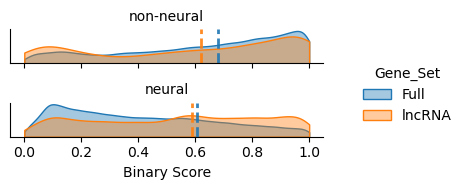 non-neural
neural
0.0 0.2 0.4 0.6 0.8 1.0
Binary Score
Gene_Set
Full
lncRNA